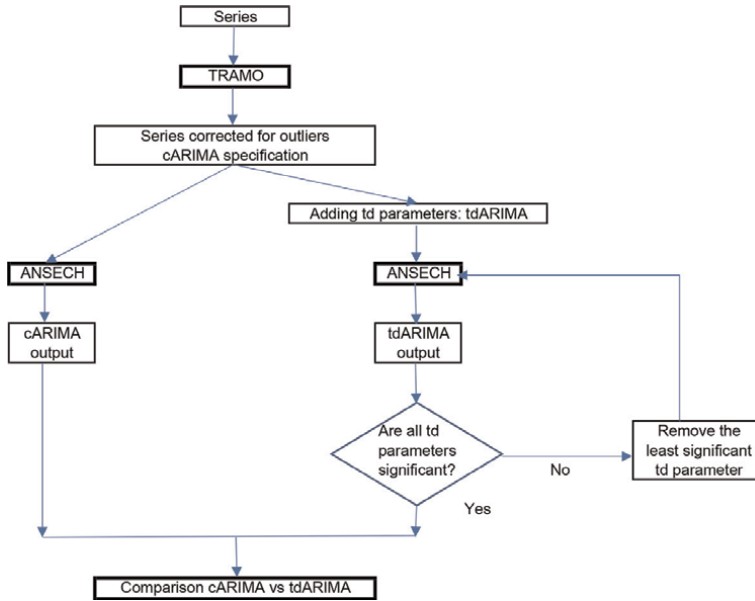 Series
TRAMO
Series corrected for outliers
cARIMA specification
Adding td parameters: tdARIMA
ANSECH
ANSECH
cARIMA
output
tdARIMA
output
Are all td
parameters
significant?
No
Remove the
least significant
td parameter
Yes
Comparison cARIMA vs tdARIMA